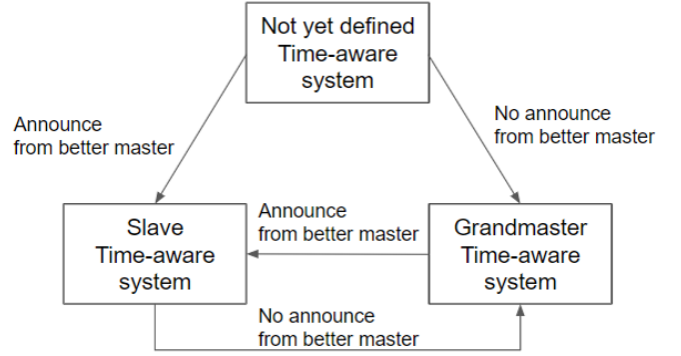 Not yet defined
Time-aware
system
Announce
from better master
No announce
from better master
Slave
Time-aware
system
Announce
from better master
Grandmaster
Time-aware
system
No announce
from better master